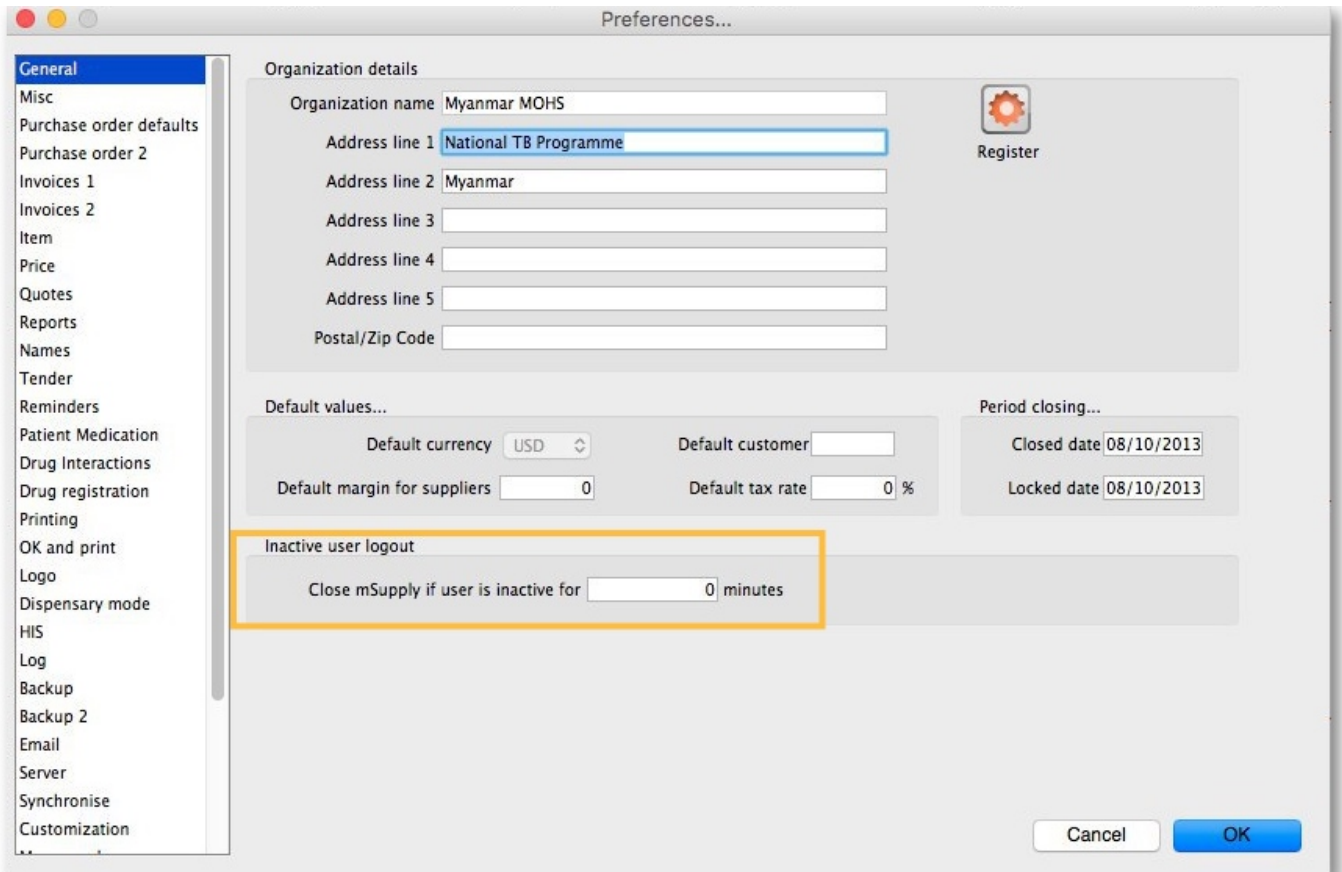 Preferences...
General
Misc
Purchase order defaults
Purchase order 2
Invoices 1
Invoices 2
Item
Price
Quotes
Reports
Names
Tender
Reminders
Patient Medication
Drug Interactions
Drug registration
Printing
OK and print
Logo
Dispensary mode
HIS
Log
Backup
Backup 2
Email
Server
Synchronise
Customization
Organization details
Organization name Myanmar MOHS
Address line 1 National TB Programme
Address line 2 Myanmar
Address line 3
Address line 4
Address line 5
Postal/Zip Code
Register
Default values...
Default currency USD Default customer
Default margin for suppliers 0 Default tax rate 0 %
Period closing...
Closed date 08/10/2013
Locked date 08/10/2013
Inactive user logout
Close mSupply if user is inactive for 0 minutes
Cancel OK